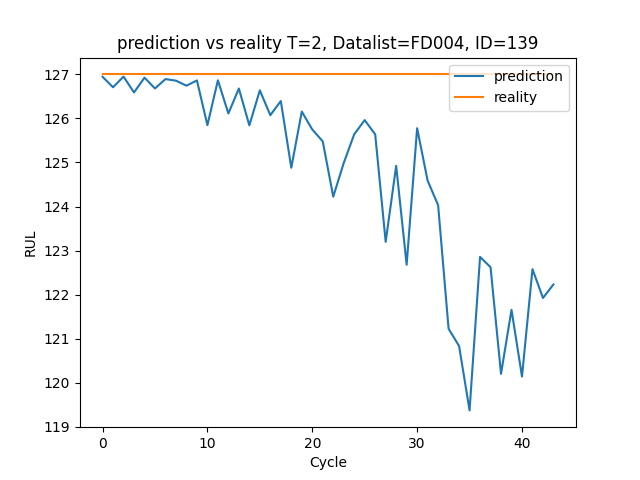 prediction vs reality T=2, Datalist=FD004, ID=139
prediction
reality
127
126
125
124
123
122
121
120
119
RUL
0 10 20 30 40
Cycle